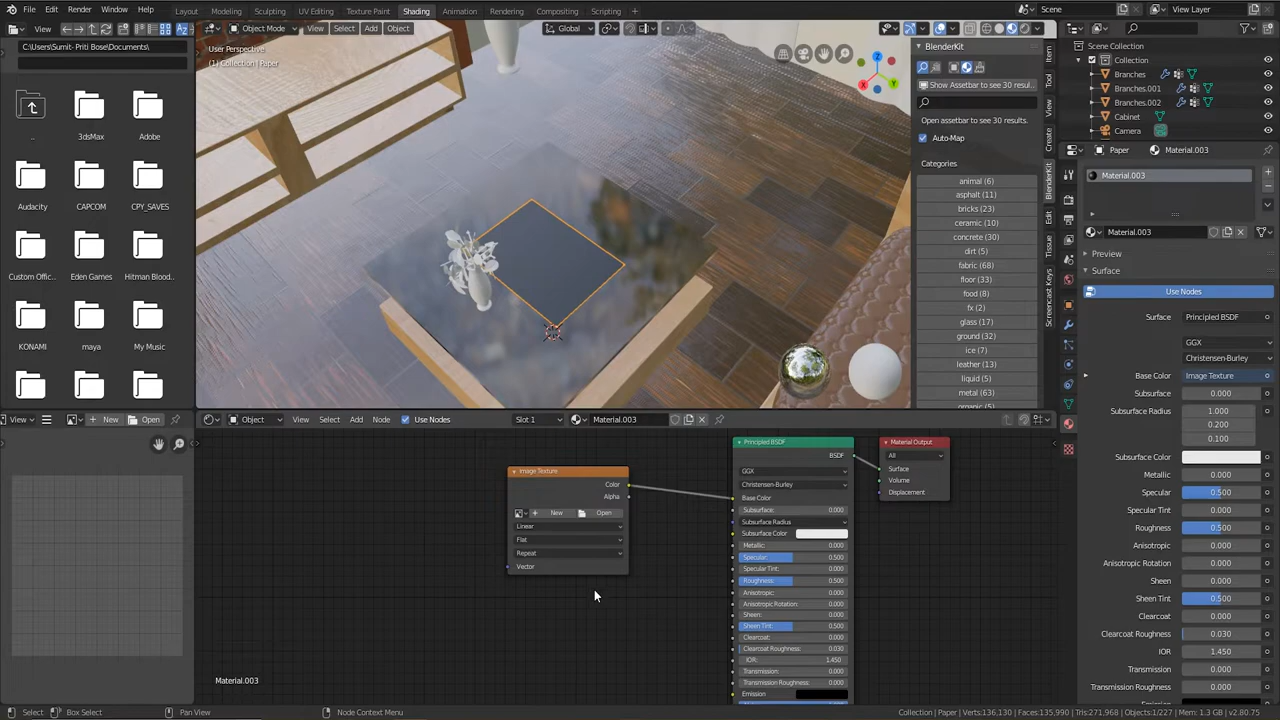 File Edit Render Window Help Layout Modeling Sculpting UV Editing Texture Paint Shading Animation Rendering Compositing Scripting Scene View Layer
View Object Mode View Select Add Object Global
C:\Users\Sumit- Priti Bose\Documents\
..
3dsMax
Adobe
Audacity
CAPCOM
CPY_SAVES
Custom Offic...
Eden Games
Hitman Blood...
KONAMI
maya
My Music
User Perspective
(1) Collection | Paper
BlenderKit
Show Assetbar to see 30 resul...
Open assetbar to see 30 results.
Auto-Map
Categories
animal (6)
asphalt (11)
bricks (23)
ceramic (10)
concrete (30)
dirt (5)
fabric (68)
floor (33)
food (8)
fx (2)
glass (17)
ground (32)
ice (7)
leather (13)
liquid (5)
metal (63)
organic (5)
Item
Tool
View
Create
BlenderKit
Edit
Tissue
Screencast Keys
Scene Collection
Collection
Branches
Branches.001
Branches.002
Cabinet
Camera
Paper Material.003
Material.003
Material.003
Preview
Surface
Use Nodes
Surface Principled BSDF
GGX
Christensen-Burley
Base Color Image Texture
Subsurface 0.000
Subsurface Radius 1.000
0.200
0.100
Subsurface Color
Metallic 0.000
Specular 0.500
Specular Tint 0.000
Roughness 0.500
Anisotropic 0.000
Anisotropic Rotation 0.000
Sheen 0.000
Sheen Tint 0.500
Clearcoat 0.000
Clearcoat Roughness 0.030
IOR 1.450
Transmission 0.000
Transmission Roughness 0.000
View New Open
Object View Select Add Node Use Nodes Slot 1 Material.003
Image Texture
Color
Alpha
New Open
Linear
Flat
Repeat
Vector
Principled BSDF
BSDF
GGX
Christensen-Burley
Base Color
Subsurface: 0.000
Subsurface Radius
Subsurface Color
Metallic: 0.000
Specular: 0.500
Specular Tint: 0.000
Roughness: 0.500
Anisotropic: 0.000
Anisotropic Rotation: 0.000
Sheen: 0.000
Sheen Tint: 0.500
Clearcoat: 0.000
Clearcoat Roughness: 0.030
IOR: 1.450
Transmission: 0.000
Transmission Roughness: 0.000
Emission
Material Output
All
Surface
Volume
Displacement
Material.003
Select Box Select Pan View Node Context Menu Collection | Paper | Verts:136,130 | Faces:135,990 | Tris:271,968 | Objects:1/227 | Mem: 1.3 GB | v2.80.75